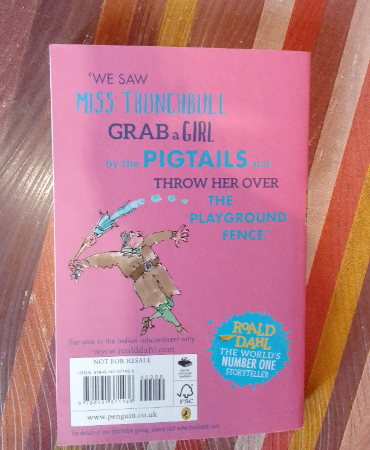 'WE SAW
MISS TRUNCHBULL
GRAB a GIRL
by the PIGTAILS and
THROW HER OVER
THE
PLAYGROUND
FENCE'
For sale in the Indian subcontinent only
www.roalddahl.com
NOT FOR RESALE
ROALD
DAHL
THE WORLD'S
NUMBER ONE
STORYTELLER
FSC
www.penguin.co.uk